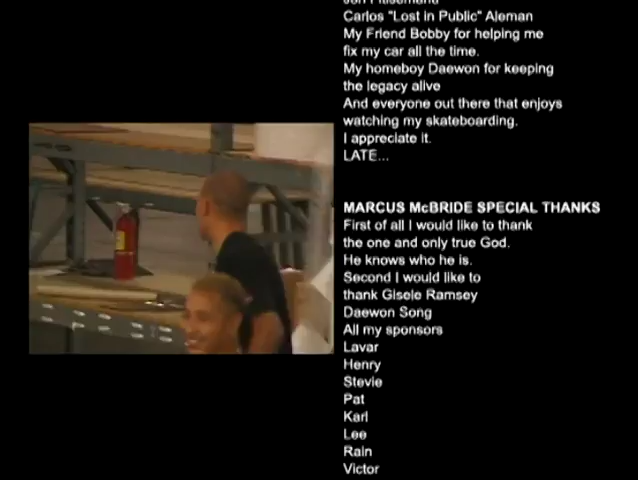 Carlos "Lost in Public" Aleman
My Friend Bobby for helping me
fix my car all the time.
My homeboy Daewon for keeping
the legacy alive
And everyone out there that enjoys
watching my skateboarding.
I appreciate it.
LATE...
MARCUS McBRIDE SPECIAL THANKS
First of all I would like to thank
the one and only true God.
He knows who he is.
Second I would like to
thank Gisele Ramsey
Daewon Song
All my sponsors
Lavar
Henry
Stevie
Pat
Karl
Lee
Rain
Victor